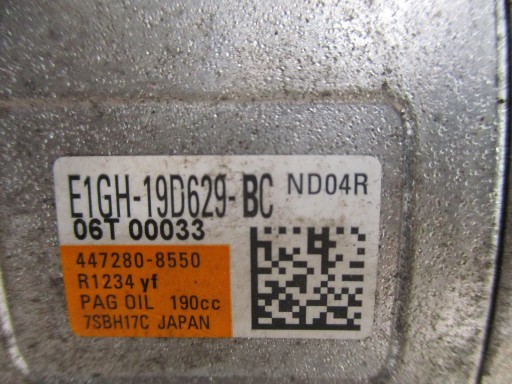 E1GH-19D629-BC ND04R
06T 00033
447280-8550
R1234 yf
PAG OIL 190cc
7SBH17C JAPAN